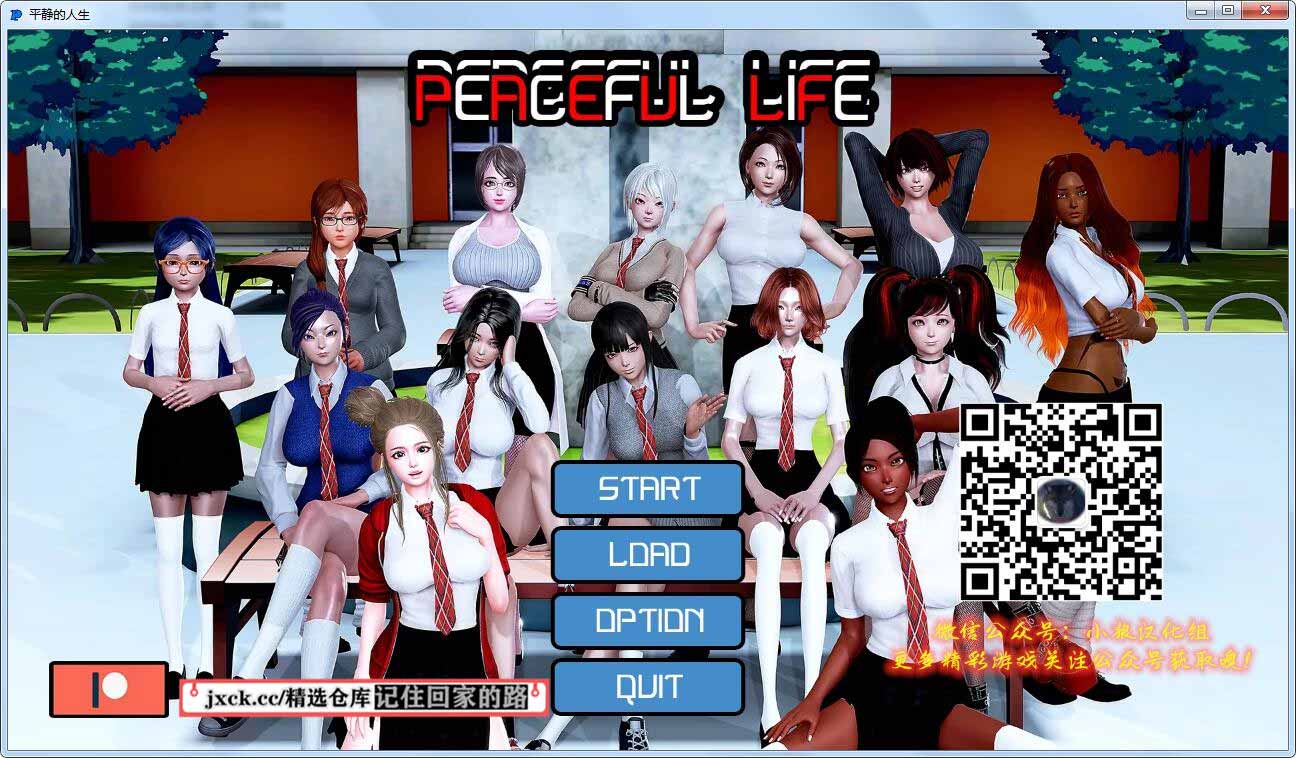 平静的人生
PEACEFUL LIFE
START
LOAD
OPTION
QUIT
微信公众号：小狼汉化组
更多精彩游戏关注公众号获取噢!
jxck.cc/精选仓库记住回家的路